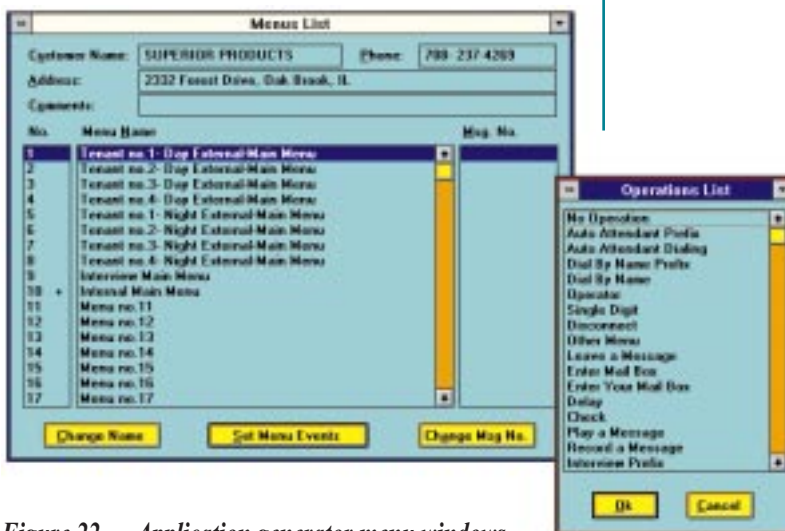 Menus List
Customer Name: SUPERIOR PRODUCTS Phone: 708- 237-4289
Address: 2332 Forest Drive, Oak Brook, IL
Comments:
No. Menu Name Msg. No.
1 Tenant no.1- Day External-Main Menu
2 Tenant no.2- Day External-Main Menu
3 Tenant no.3- Day External-Main Menu
4 Tenant no.4- Day External-Main Menu
5 Tenant no.1- Night External-Main Menu
6 Tenant no.2- Night External-Main Menu
7 Tenant no.3- Night External-Main Menu
8 Tenant no.4- Night External-Main Menu
9 Interview Main Menu
10 + Internal Main Menu
11 Menu no.11
12 Menu no.12
13 Menu no.13
14 Menu no.14
15 Menu no.15
16 Menu no.16
17 Menu no.17
Change Name Set Menu Events Change Msg No.
Operations List
No Operation
Auto Attendant Prefix
Auto Attendant Dialing
Dial By Name Prefix
Dial By Name
Operator
Single Digit
Disconnect
Other Menu
Leave a Message
Enter Mail Box
Enter Your Mail Box
Delay
Check
Play a Message
Record a Message
Interview Prefix
Ok Cancel
Figure 22. Application generator menu windows